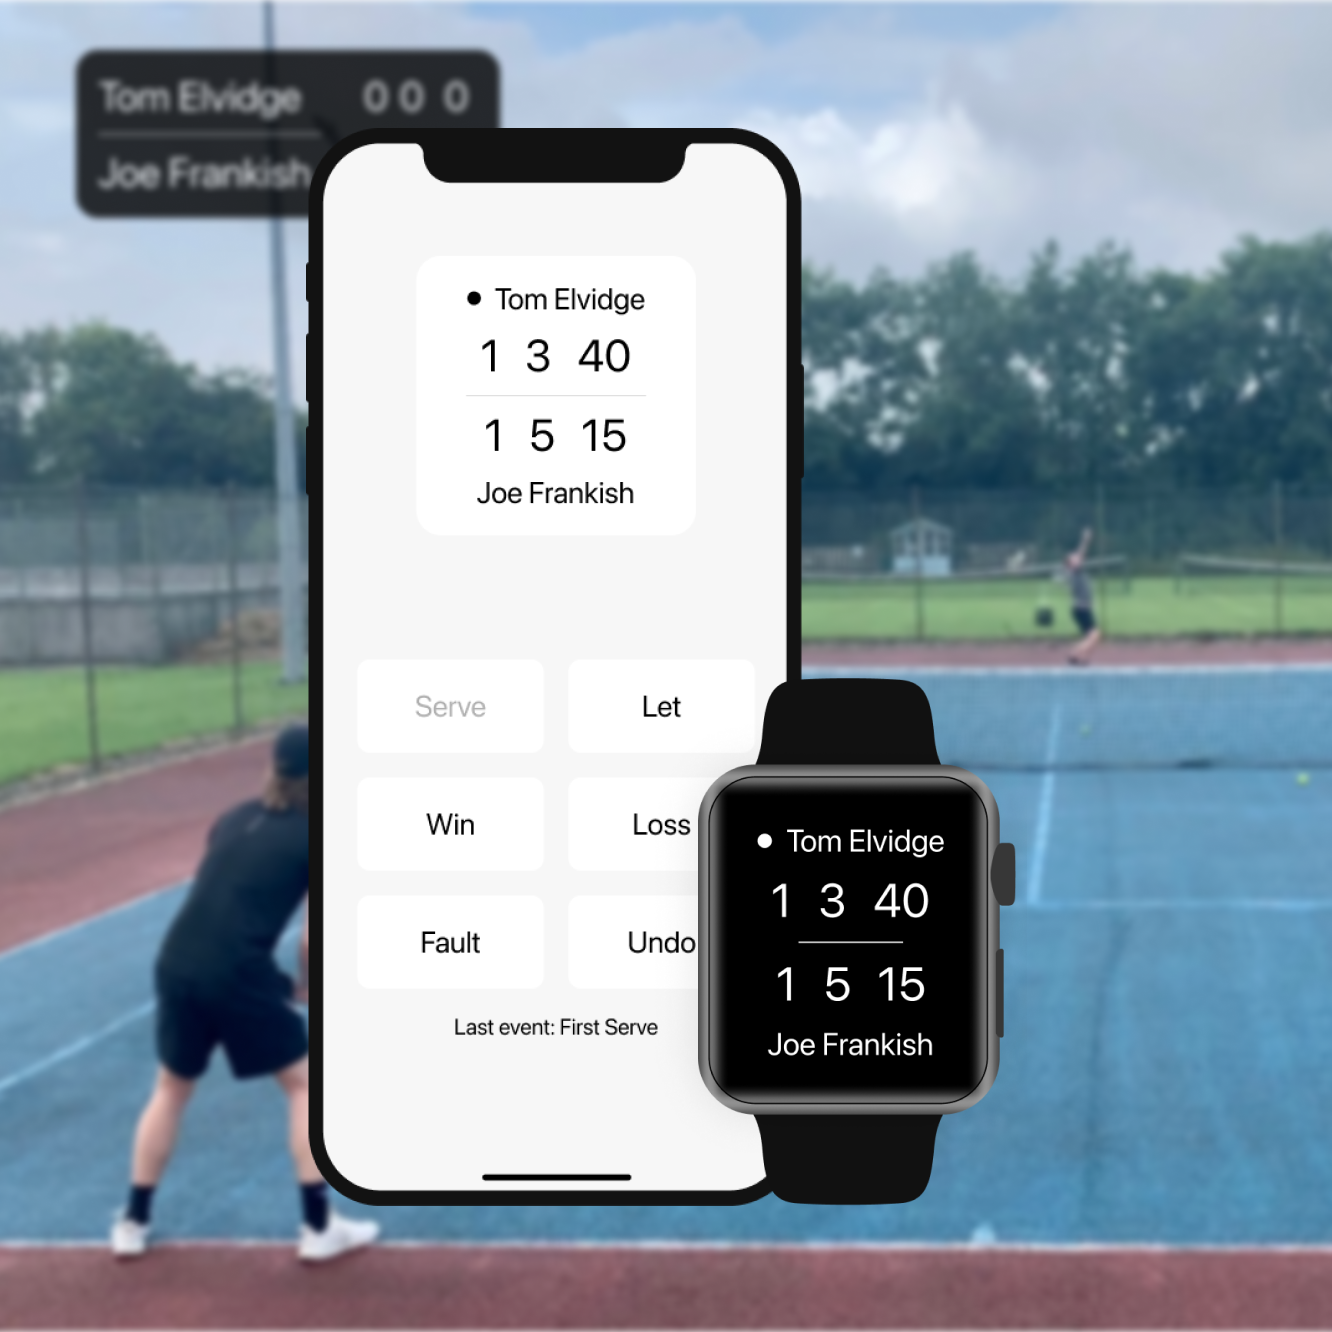 Tom Elvidge 0 0 0
Joe Frankish
Tom Elvidge
1 3 40
1 5 15
Joe Frankish
Serve Let
Win Loss
Fault Undo
Last event: First Serve
Tom Elvidge
1 3 40
1 5 15
Joe Frankish